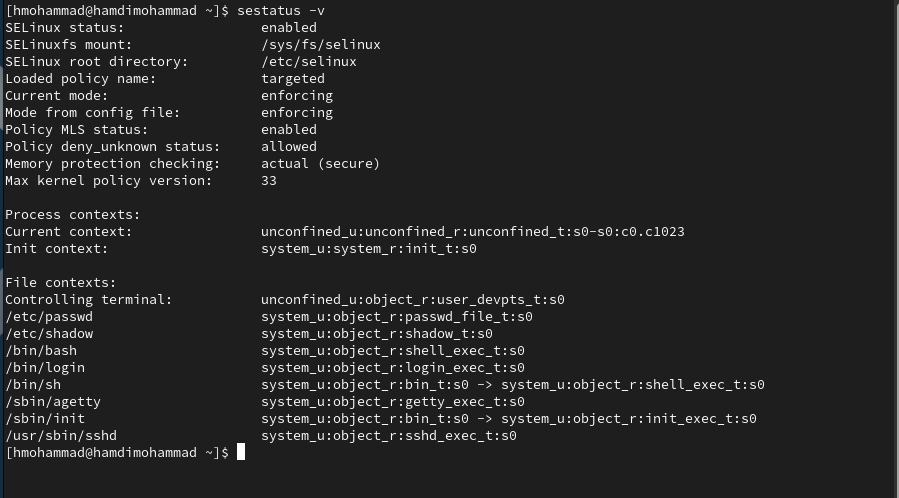 [hmohammad@hamdimohammad ~]$ sestatus -v
SELinux status:                 enabled
SELinuxfs mount:                /sys/fs/selinux
SELinux root directory:         /etc/selinux
Loaded policy name:             targeted
Current mode:                   enforcing
Mode from config file:          enforcing
Policy MLS status:              enabled
Policy deny_unknown status:     allowed
Memory protection checking:     actual (secure)
Max kernel policy version:      33

Process contexts:
Current context:                unconfined_u:unconfined_r:unconfined_t:s0-s0:c0.c1023
Init context:                   system_u:system_r:init_t:s0

File contexts:
Controlling terminal:           unconfined_u:object_r:user_devpts_t:s0
/etc/passwd                     system_u:object_r:passwd_file_t:s0
/etc/shadow                     system_u:object_r:shadow_t:s0
/bin/bash                       system_u:object_r:shell_exec_t:s0
/bin/login                      system_u:object_r:login_exec_t:s0
/bin/sh                         system_u:object_r:bin_t:s0 -> system_u:object_r:shell_exec_t:s0
/sbin/agetty                    system_u:object_r:getty_exec_t:s0
/sbin/init                      system_u:object_r:bin_t:s0 -> system_u:object_r:init_exec_t:s0
/usr/sbin/sshd                  system_u:object_r:sshd_exec_t:s0
[hmohammad@hamdimohammad ~]$